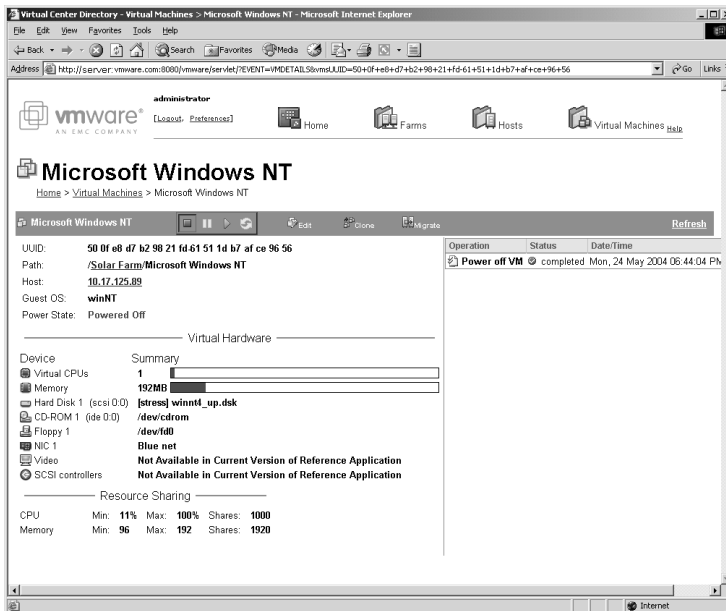 Virtual Center Directory - Virtual Machines > Microsoft Windows NT - Microsoft Internet Explorer
File Edit View Favorites Tools Help
Back Search Favorites Media
Address http://server.vmware.com:8080/vmware/servlet/?EVENT=VMDETAILS&vmsUUID=50+0f+e8+d7+b2+98+21+fd-61+51+1d+b7+af+ce+96+56 Go Links
vmware®
AN EMC COMPANY
administrator
[Logout, Preferences]
Home Farms Hosts Virtual Machines Help
Microsoft Windows NT
Home > Virtual Machines > Microsoft Windows NT
Microsoft Windows NT Edit Clone Migrate Refresh
UUID: 50 0f e8 d7 b2 98 21 fd-61 51 1d b7 af ce 96 56
Path: /Solar Farm/Microsoft Windows NT
Host: 10.17.125.89
Guest OS: winNT
Power State: Powered Off
Operation Status Date/Time
Power off VM completed Mon, 24 May 2004 06:44:04 PM
Virtual Hardware
Device Summary
Virtual CPUs 1
Memory 192MB
Hard Disk 1 (scsi 0:0) [stress] winnt4_up.dsk
CD-ROM 1 (ide 0:0) /dev/cdrom
Floppy 1 /dev/fd0
NIC 1 Blue net
Video Not Available in Current Version of Reference Application
SCSI controllers Not Available in Current Version of Reference Application
Resource Sharing
CPU Min: 11% Max: 100% Shares: 1000
Memory Min: 96 Max: 192 Shares: 1920
Internet